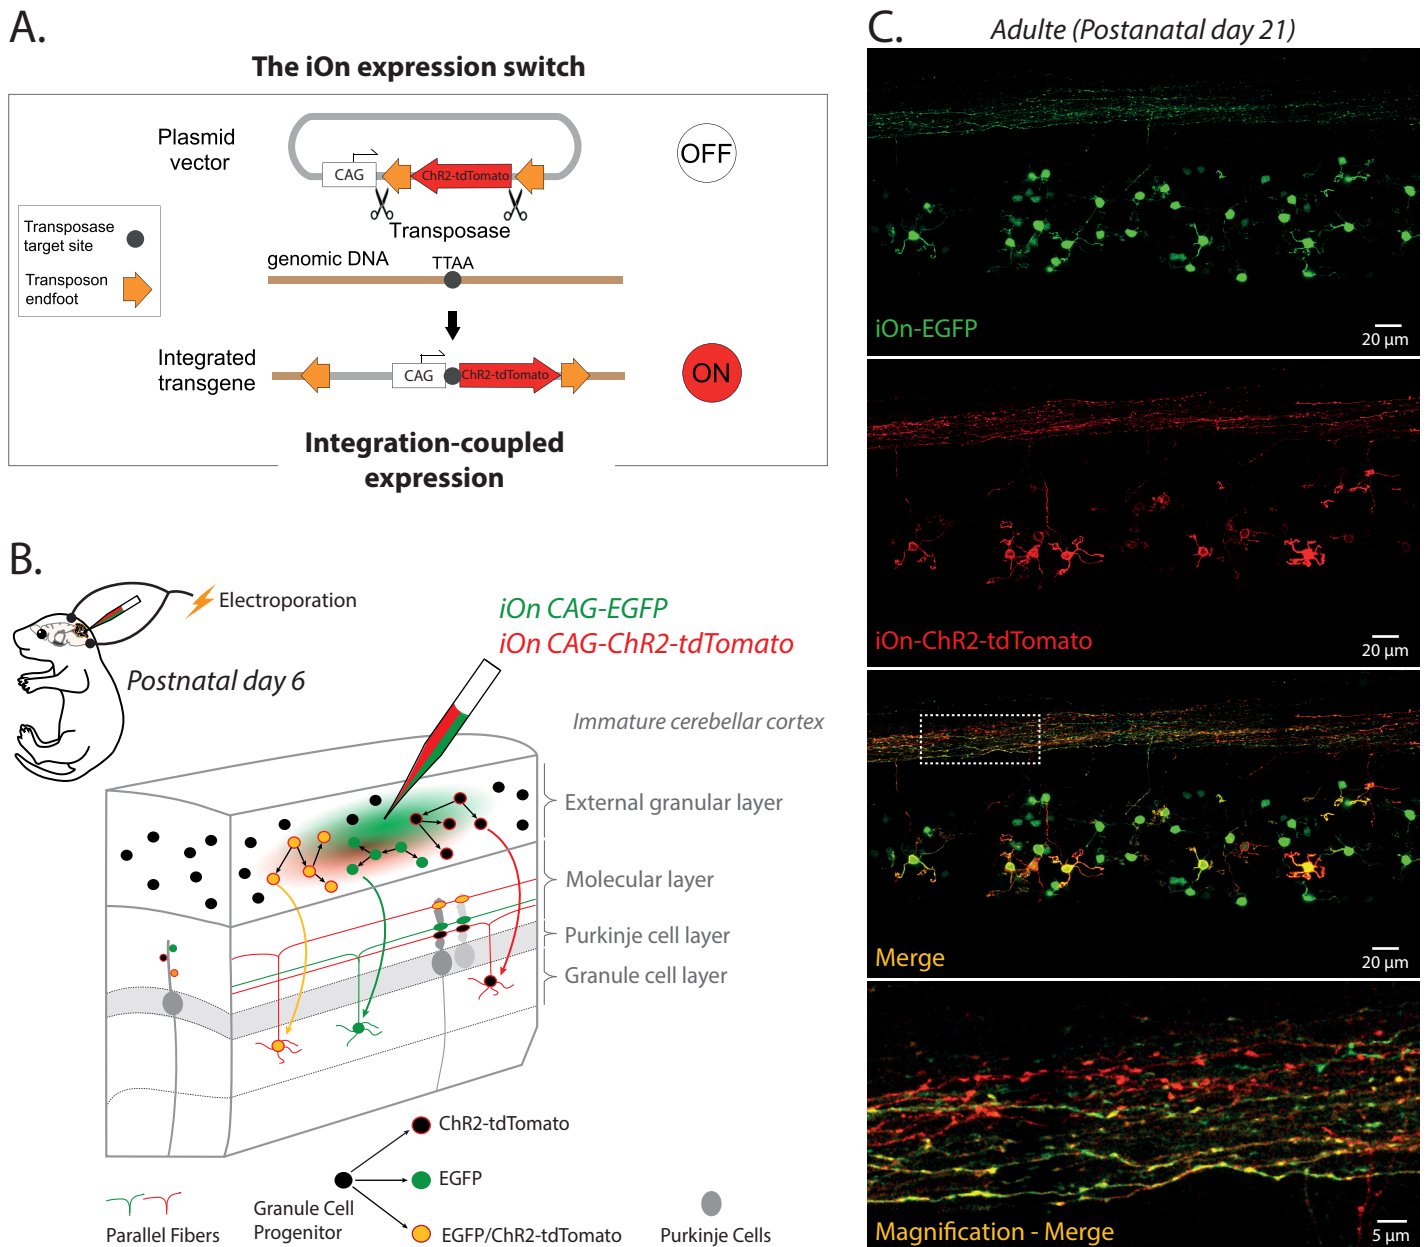 A.
The iOn expression switch
Plasmid
vector
OFF
CAG
ChR2-tdTomato
Transposase
Transposase
target site
Transposon
endfoot
genomic DNA
TTAA
Integrated
transgene
CAG
ChR2-tdTomato
ON
Integration-coupled
expression
B.
Electroporation
Postnatal day 6
iOn CAG-EGFP
iOn CAG-ChR2-tdTomato
Immature cerebellar cortex
External granular layer
Molecular layer
Purkinje cell layer
Granule cell layer
ChR2-tdTomato
EGFP
EGFP/ChR2-tdTomato
Parallel Fibers
Granule Cell
Progenitor
Purkinje Cells
C.
Adulte (Postanatal day 21)
iOn-EGFP
20 µm
iOn-ChR2-tdTomato
20 µm
Merge
20 µm
Magnification - Merge
5 µm